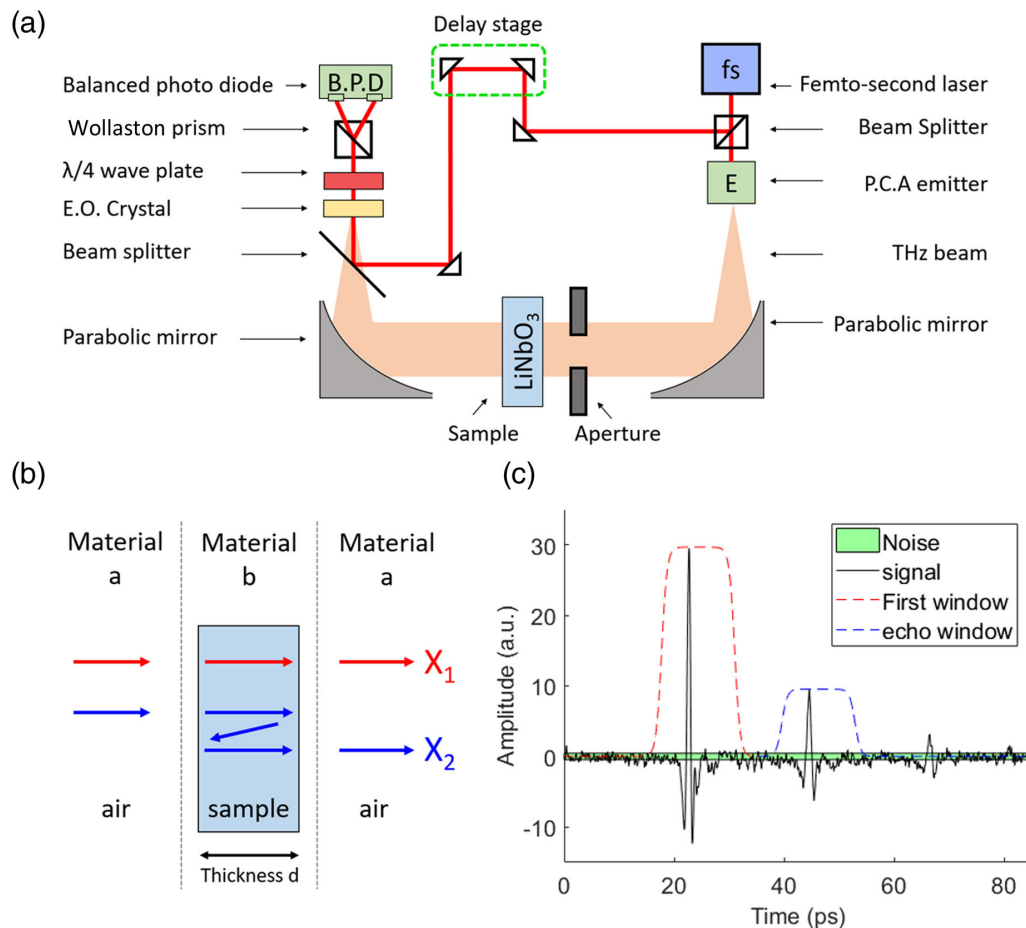 (a)
Delay stage
Balanced photo diode
B.P.D
fs
Femto-second laser
Wollaston prism
Beam Splitter
λ/4 wave plate
E
P.C.A emitter
E.O. Crystal
Beam splitter
THz beam
Parabolic mirror
LiNbO₃
Parabolic mirror
Sample
Aperture
(b)
Material
a
Material
b
Material
a
X₁
X₂
air
sample
air
Thickness d
(c)
Noise
signal
First window
echo window
Amplitude (a.u.)
30
20
10
0
-10
0
20
40
60
80
Time (ps)